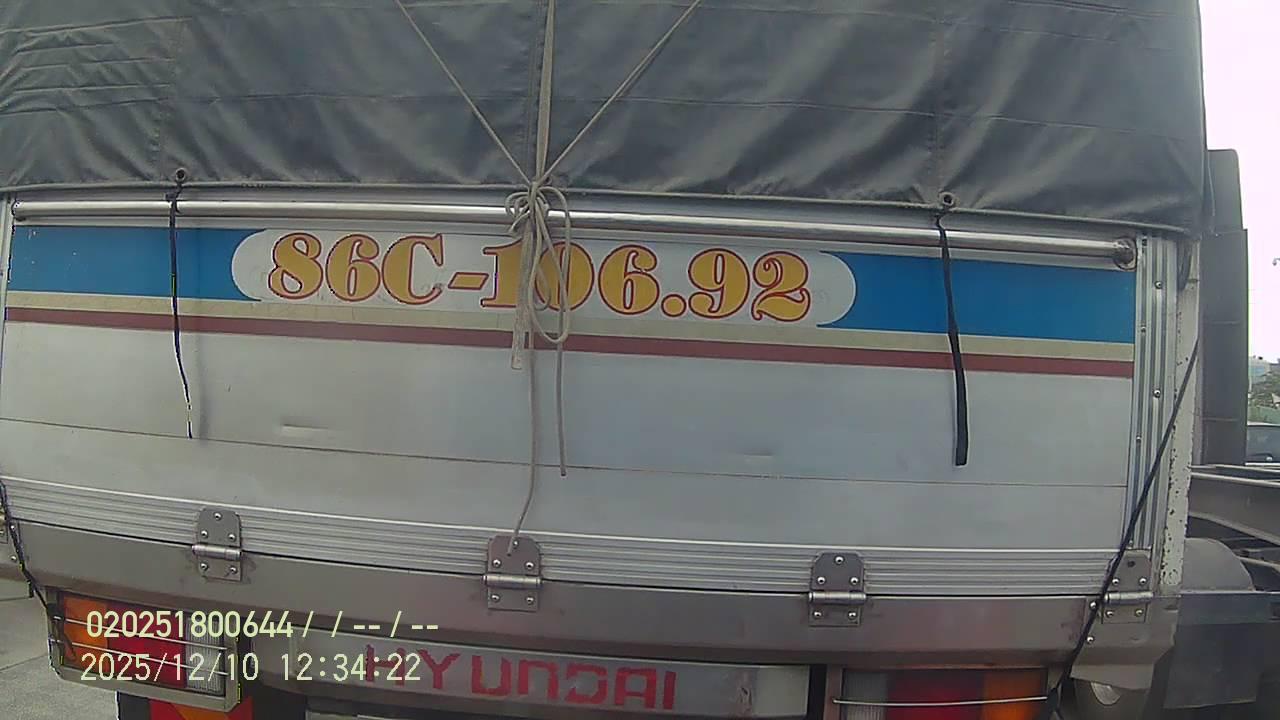 86C-106.92
020251800644 / / -- / --
2025/12/10 12:34:22
HYUNDAI